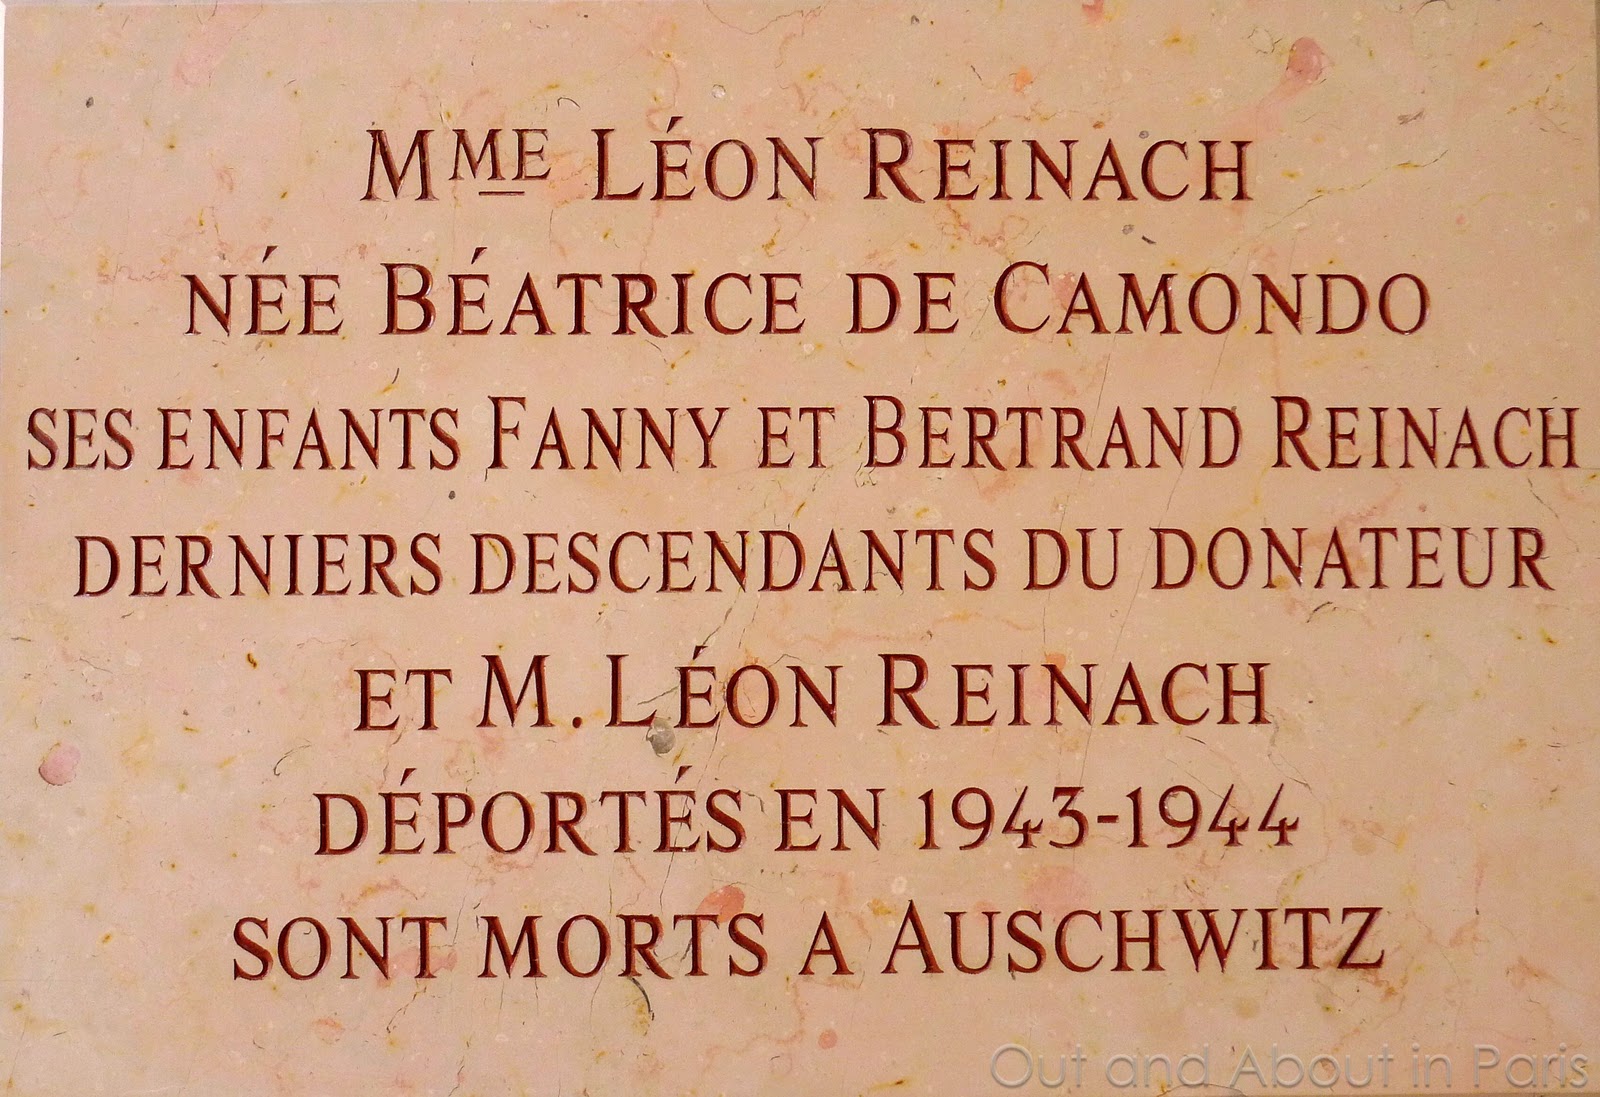 MME LÉON REINACH
NÉE BÉATRICE DE CAMONDO
SES ENFANTS FANNY ET BERTRAND REINACH
DERNIERS DESCENDANTS DU DONATEUR
ET M. LÉON REINACH
DÉPORTÉS EN 1943-1944
SONT MORTS A AUSCHWITZ
Out and About in Paris